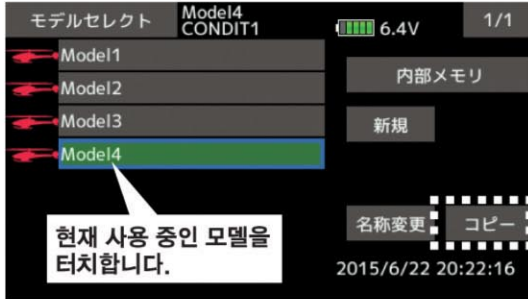 モデルセレクト
Model4
CONDIT1
6.4V
1/1
Model1
Model2
Model3
Model4
内部メモリ
新規
名称変更
コピー
현재 사용 중인 모델을
터치합니다.
2015/6/22 20:22:16